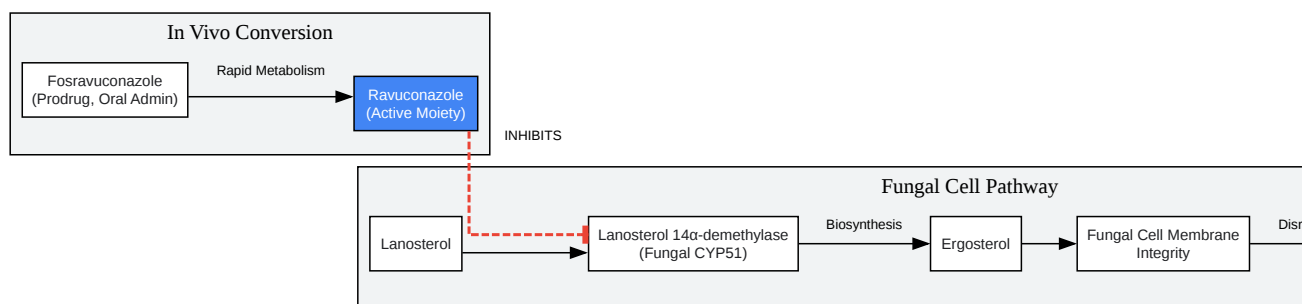 In Vivo Conversion
Fosravuconazole
(Prodrug, Oral Admin)
Rapid Metabolism
Ravuconazole
(Active Moiety)
INHIBITS
Fungal Cell Pathway
Lanosterol
Lanosterol 14α-demethylase
(Fungal CYP51)
Biosynthesis
Ergosterol
Fungal Cell Membrane
Integrity